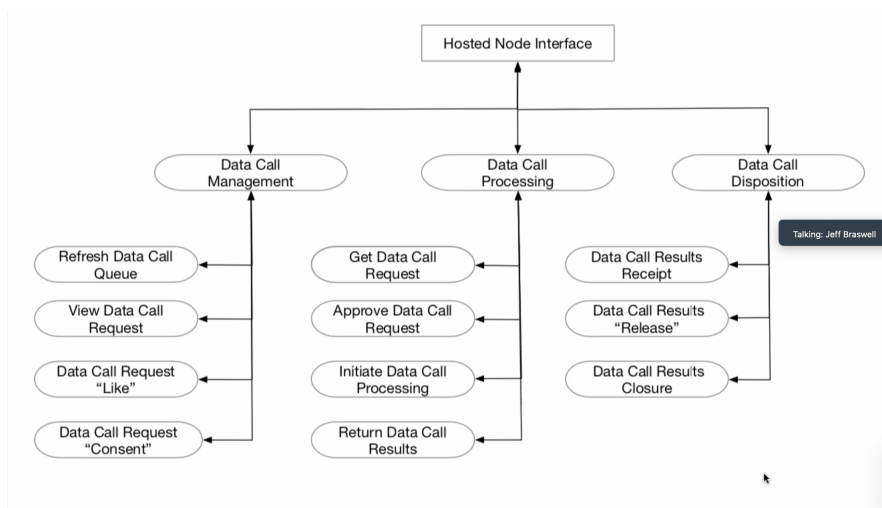 Hosted Node Interface
Data Call
Management
Data Call
Processing
Data Call
Disposition
Talking: Jeff Braswell
Refresh Data Call
Queue
View Data Call
Request
Data Call Request
“Like”
Data Call Request
“Consent”
Get Data Call
Request
Approve Data Call
Request
Initiate Data Call
Processing
Return Data Call
Results
Data Call Results
Receipt
Data Call Results
“Release”
Data Call Results
Closure